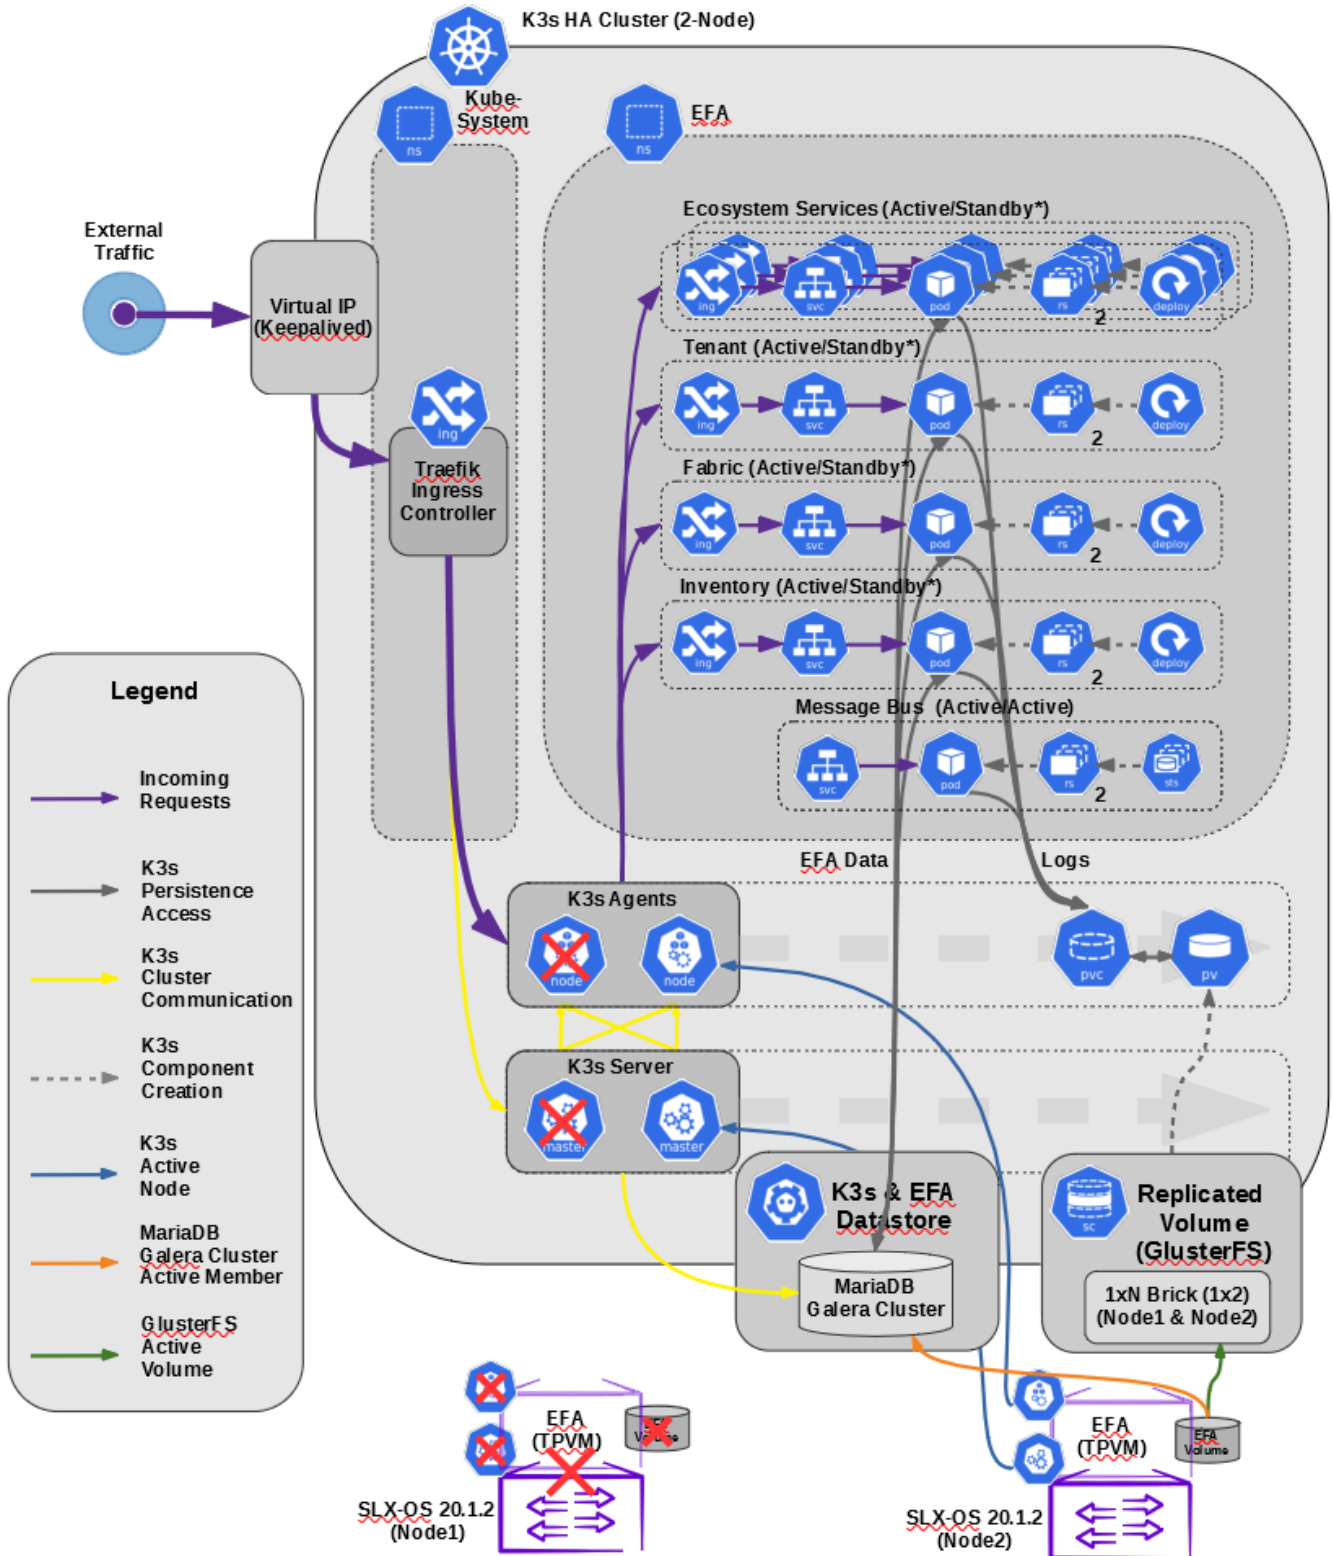 K3s HA Cluster (2-Node)
Kube-
System
ns
EFA
ns
External
Traffic
Virtual IP
(Keepalived)
ing
Traefik
Ingress
Controller
Ecosystem Services (Active/Standby*)
ing
svc
pod
rs
2
deploy
Tenant (Active/Standby*)
ing
svc
pod
rs
2
deploy
Fabric (Active/Standby*)
ing
svc
pod
rs
2
deploy
Inventory (Active/Standby*)
ing
svc
pod
rs
2
deploy
Message Bus (Active/Active)
svc
pod
rs
2
sts
EFA Data
Logs
K3s Agents
node
node
pvc
pv
K3s Server
master
master
K3s & EFA
Datastore
MariaDB
Galera Cluster
sc
Replicated
Volume
(GlusterFS)
1xN Brick (1x2)
(Node1 & Node2)
Legend
Incoming
Requests
K3s
Persistence
Access
K3s
Cluster
Communication
K3s
Component
Creation
K3s
Active
Node
MariaDB
Galera Cluster
Active Member
GlusterFS
Active
Volume
EFA
(TPVM)
Volume
SLX-OS 20.1.2
(Node1)
EFA
(TPVM)
EFA
Volume
SLX-OS 20.1.2
(Node2)